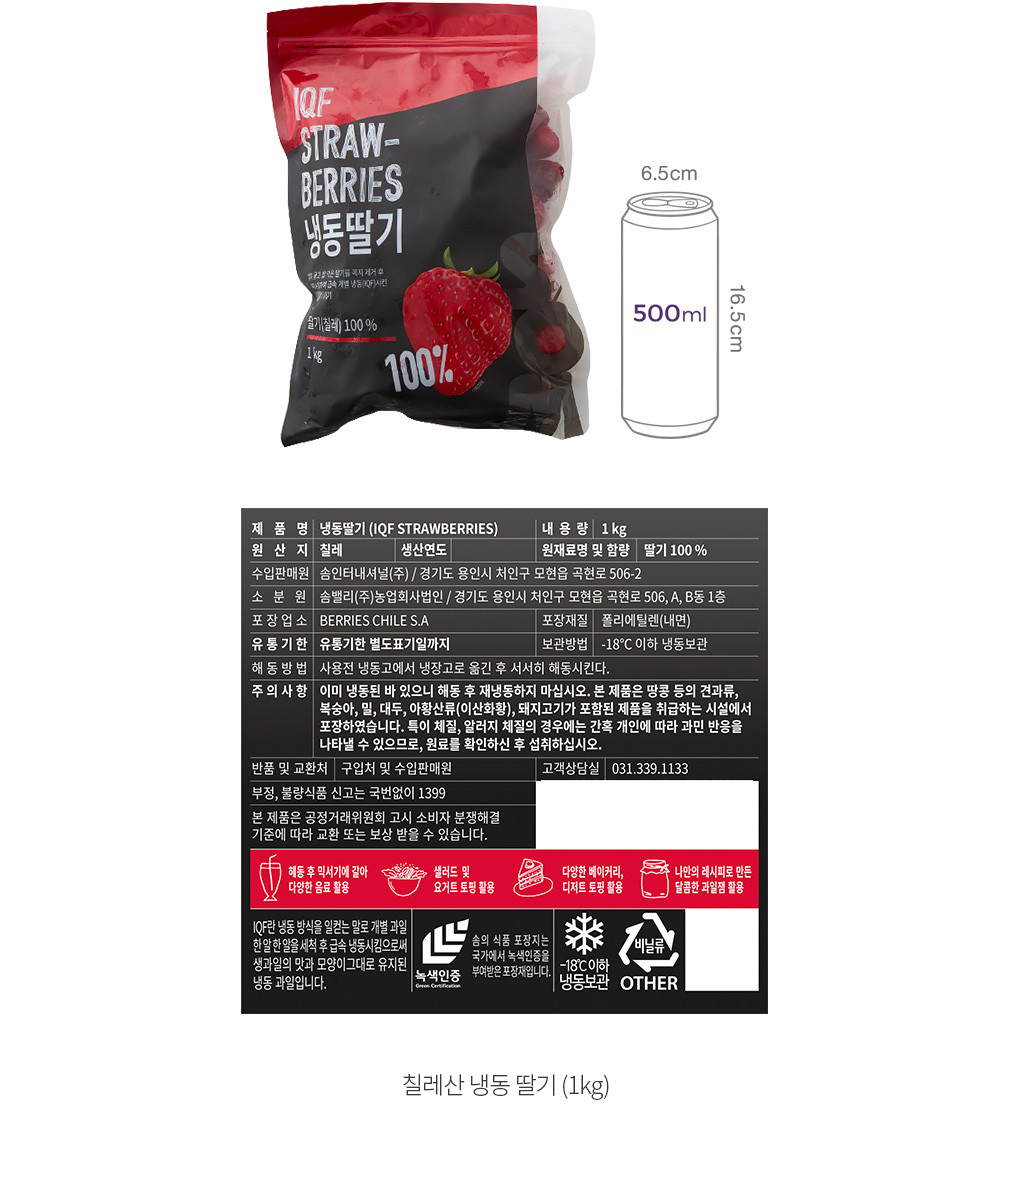 IQF
STRAW-
BERRIES
냉동딸기
딸기(칠레) 100 %
1 kg
100%
6.5cm
500ml
16.5cm
제 품 명 냉동딸기 (IQF STRAWBERRIES) 내 용 량 1 kg
원 산 지 칠레 생산연도 원재료명 및 함량 딸기 100 %
수입판매원 솜인터내셔널(주) / 경기도 용인시 처인구 모현읍 곡현로 506-2
소 분 원 솜밸리(주)농업회사법인 / 경기도 용인시 처인구 모현읍 곡현로 506, A, B동 1층
포장업소 BERRIES CHILE S.A 포장재질 폴리에틸렌(내면)
유통기한 유통기한 별도표기일까지 보관방법 -18℃ 이하 냉동보관
해동방법 사용전 냉동고에서 냉장고로 옮긴 후 서서히 해동시킨다.
주의사항 이미 냉동된 바 있으니 해동 후 재냉동하지 마십시오. 본 제품은 땅콩 등의 견과류,
복숭아, 밀, 대두, 아황산류(이산화황), 돼지고기가 포함된 제품을 취급하는 시설에서
포장하였습니다. 특이 체질, 알러지 체질의 경우에는 간혹 개인에 따라 과민 반응을
나타낼 수 있으므로, 원료를 확인하신 후 섭취하십시오.
반품 및 교환처 구입처 및 수입판매원 고객상담실 031.339.1133
부정, 불량식품 신고는 국번없이 1399
본 제품은 공정거래위원회 고시 소비자 분쟁해결
기준에 따라 교환 또는 보상 받을 수 있습니다.
해동 후 믹서기에 갈아
다양한 음료 활용
샐러드 및
요거트 토핑 활용
다양한 베이커리,
디저트 토핑 활용
나만의 레시피로 만든
달콤한 과일잼 활용
IQF란 냉동 방식을 일컫는 말로 개별 과일
한 알 한 알을 세척 후 급속 냉동시킴으로써
생과일의 맛과 모양이 그대로 유지된
냉동 과일입니다.
녹색인증
Green Certification
솜의 식품 포장지는
국가에서 녹색인증을
부여받은 포장재입니다.
-18℃ 이하
냉동보관
비닐류
OTHER
칠레산 냉동 딸기 (1kg)